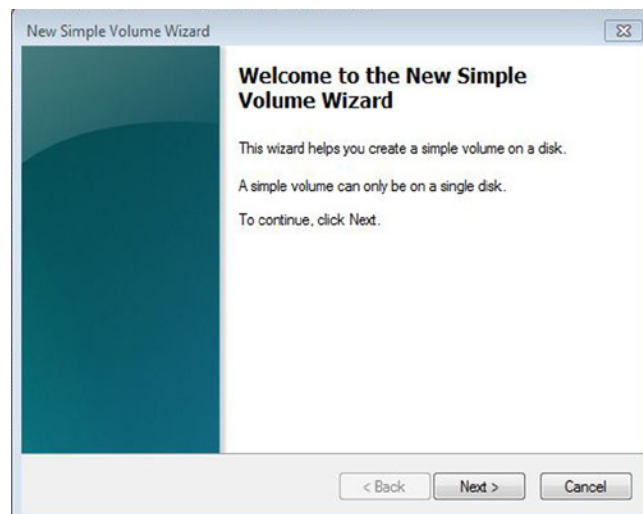 New Simple Volume Wizard
Welcome to the New Simple
Volume Wizard
This wizard helps you create a simple volume on a disk.
A simple volume can only be on a single disk.
To continue, click Next.
< Back
Next >
Cancel